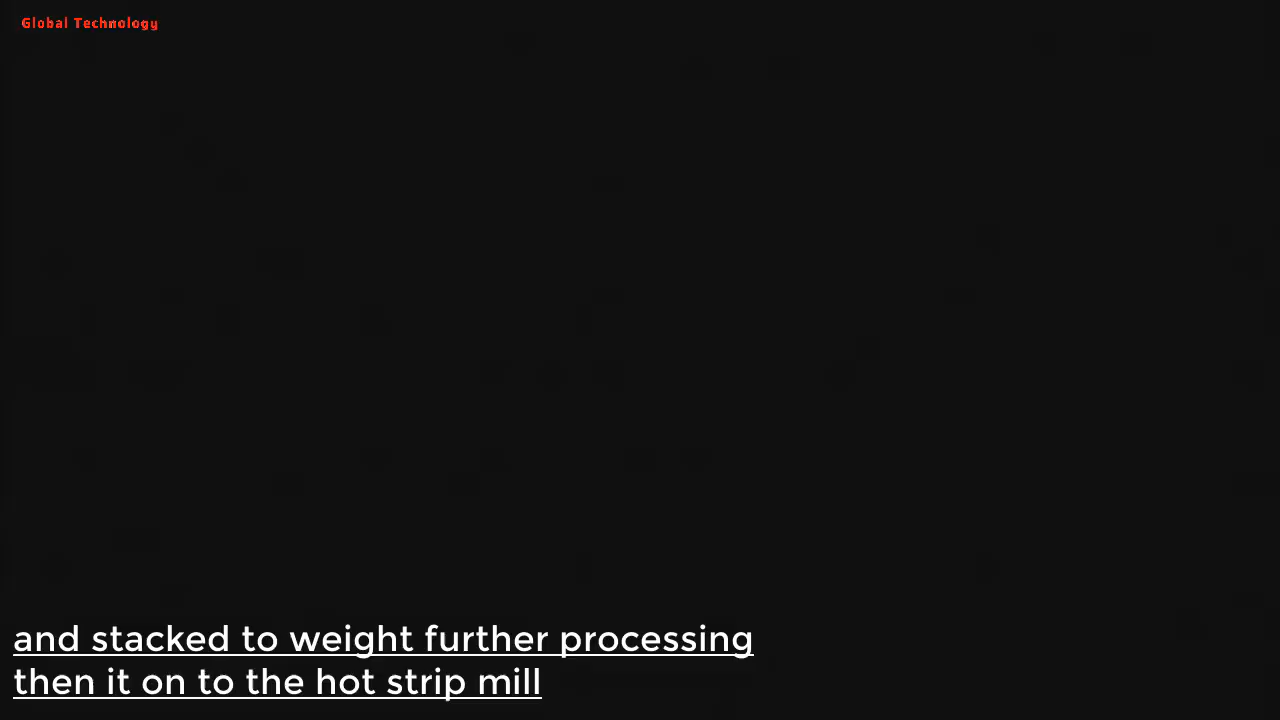 Global Technology
and stacked to weight further processing
then it on to the hot strip mill